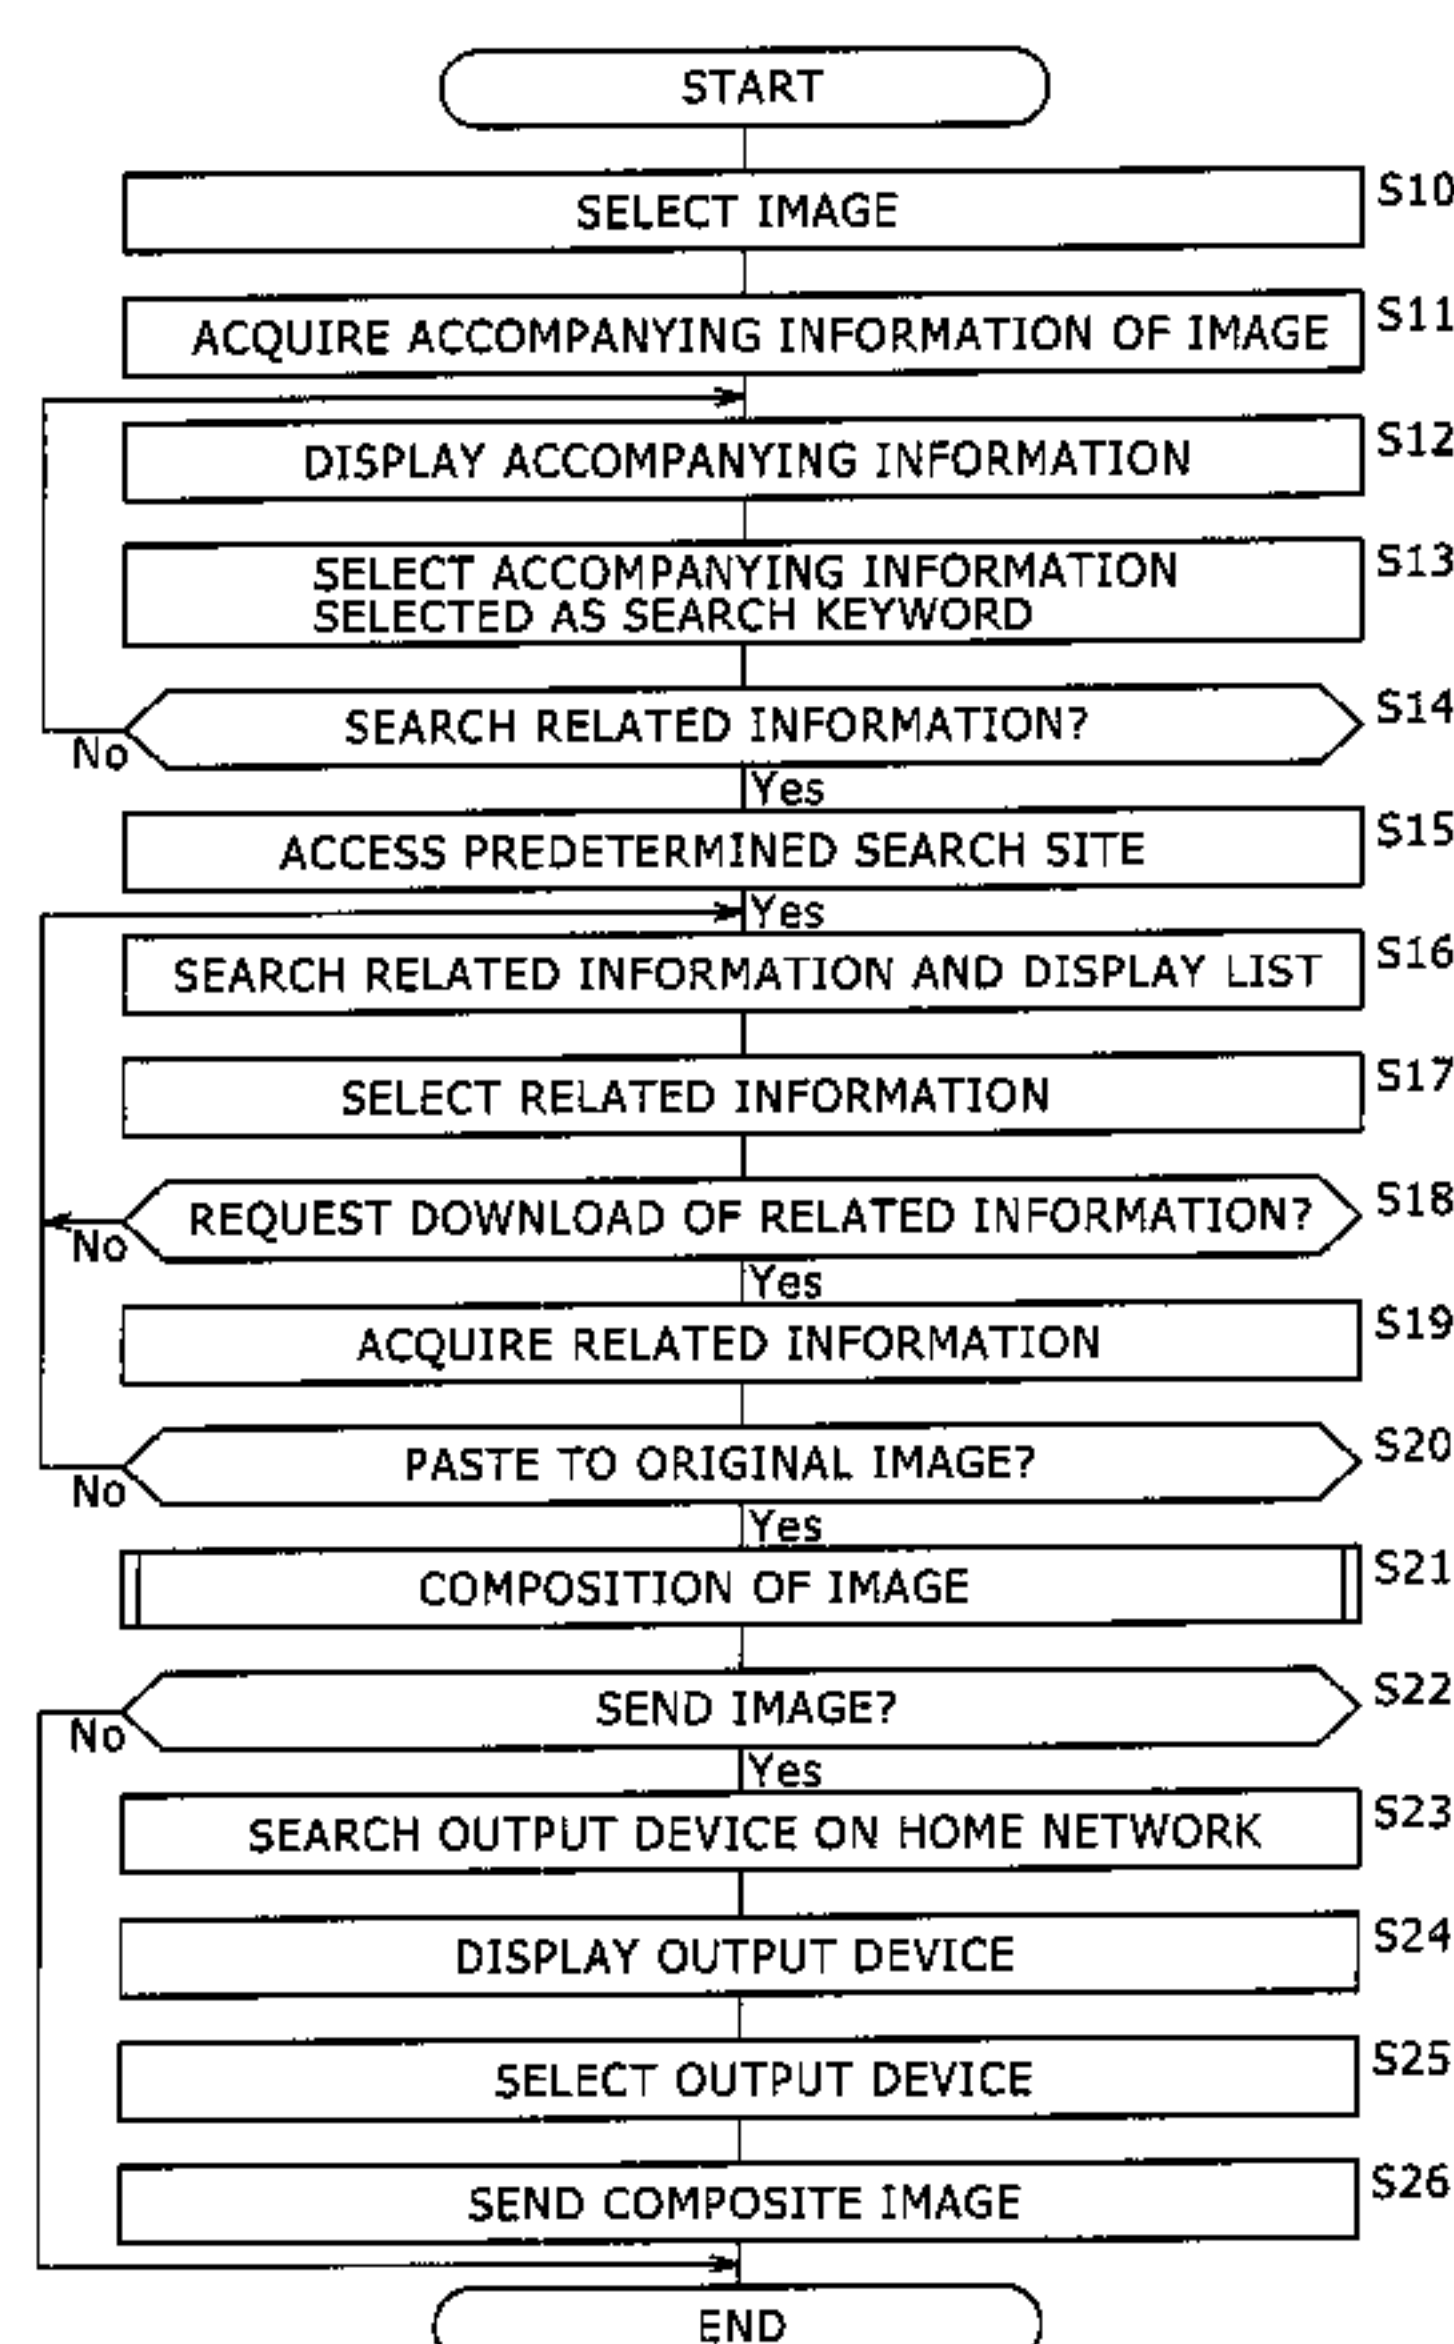 START
SELECT IMAGE
S10
ACQUIRE ACCOMPANYING INFORMATION OF IMAGE
S11
DISPLAY ACCOMPANYING INFORMATION
S12
SELECT ACCOMPANYING INFORMATION
SELECTED AS SEARCH KEYWORD
S13
SEARCH RELATED INFORMATION?
S14
No
Yes
ACCESS PREDETERMINED SEARCH SITE
S15
Yes
SEARCH RELATED INFORMATION AND DISPLAY LIST
S16
SELECT RELATED INFORMATION
S17
REQUEST DOWNLOAD OF RELATED INFORMATION?
S18
No
Yes
ACQUIRE RELATED INFORMATION
S19
PASTE TO ORIGINAL IMAGE?
S20
No
Yes
COMPOSITION OF IMAGE
S21
SEND IMAGE?
S22
No
Yes
SEARCH OUTPUT DEVICE ON HOME NETWORK
S23
DISPLAY OUTPUT DEVICE
S24
SELECT OUTPUT DEVICE
S25
SEND COMPOSITE IMAGE
S26
END